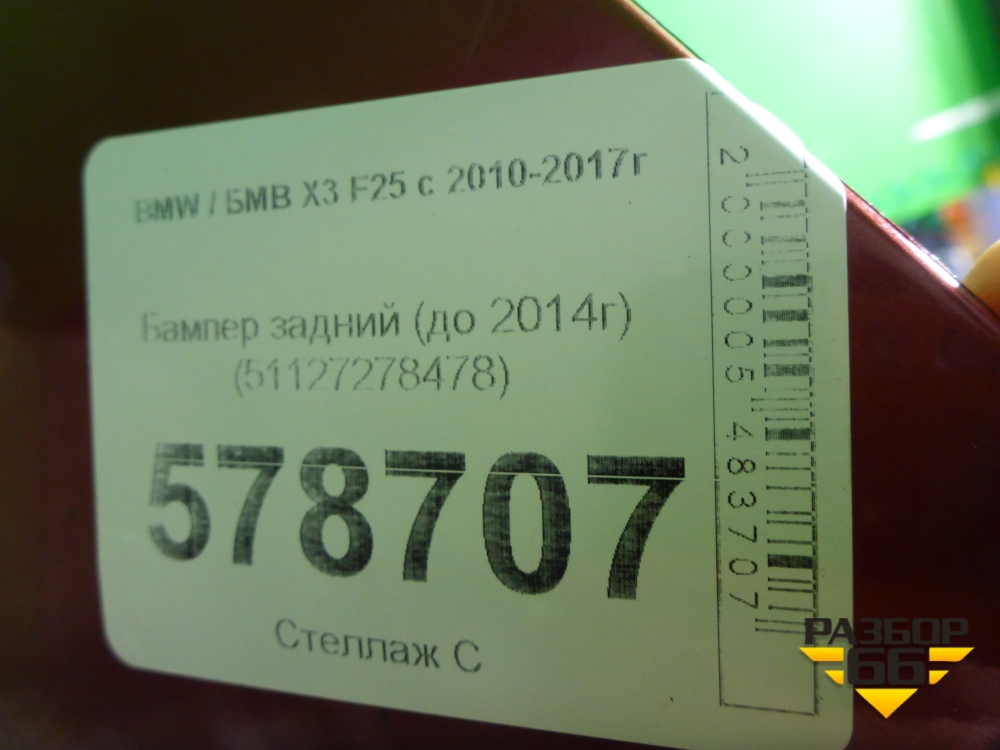 BMW / БМВ X3 F25 с 2010-2017г
Бампер задний (до 2014г)
(51127278478)
578707
Стеллаж С
2000005483707
РАЗБОР
66